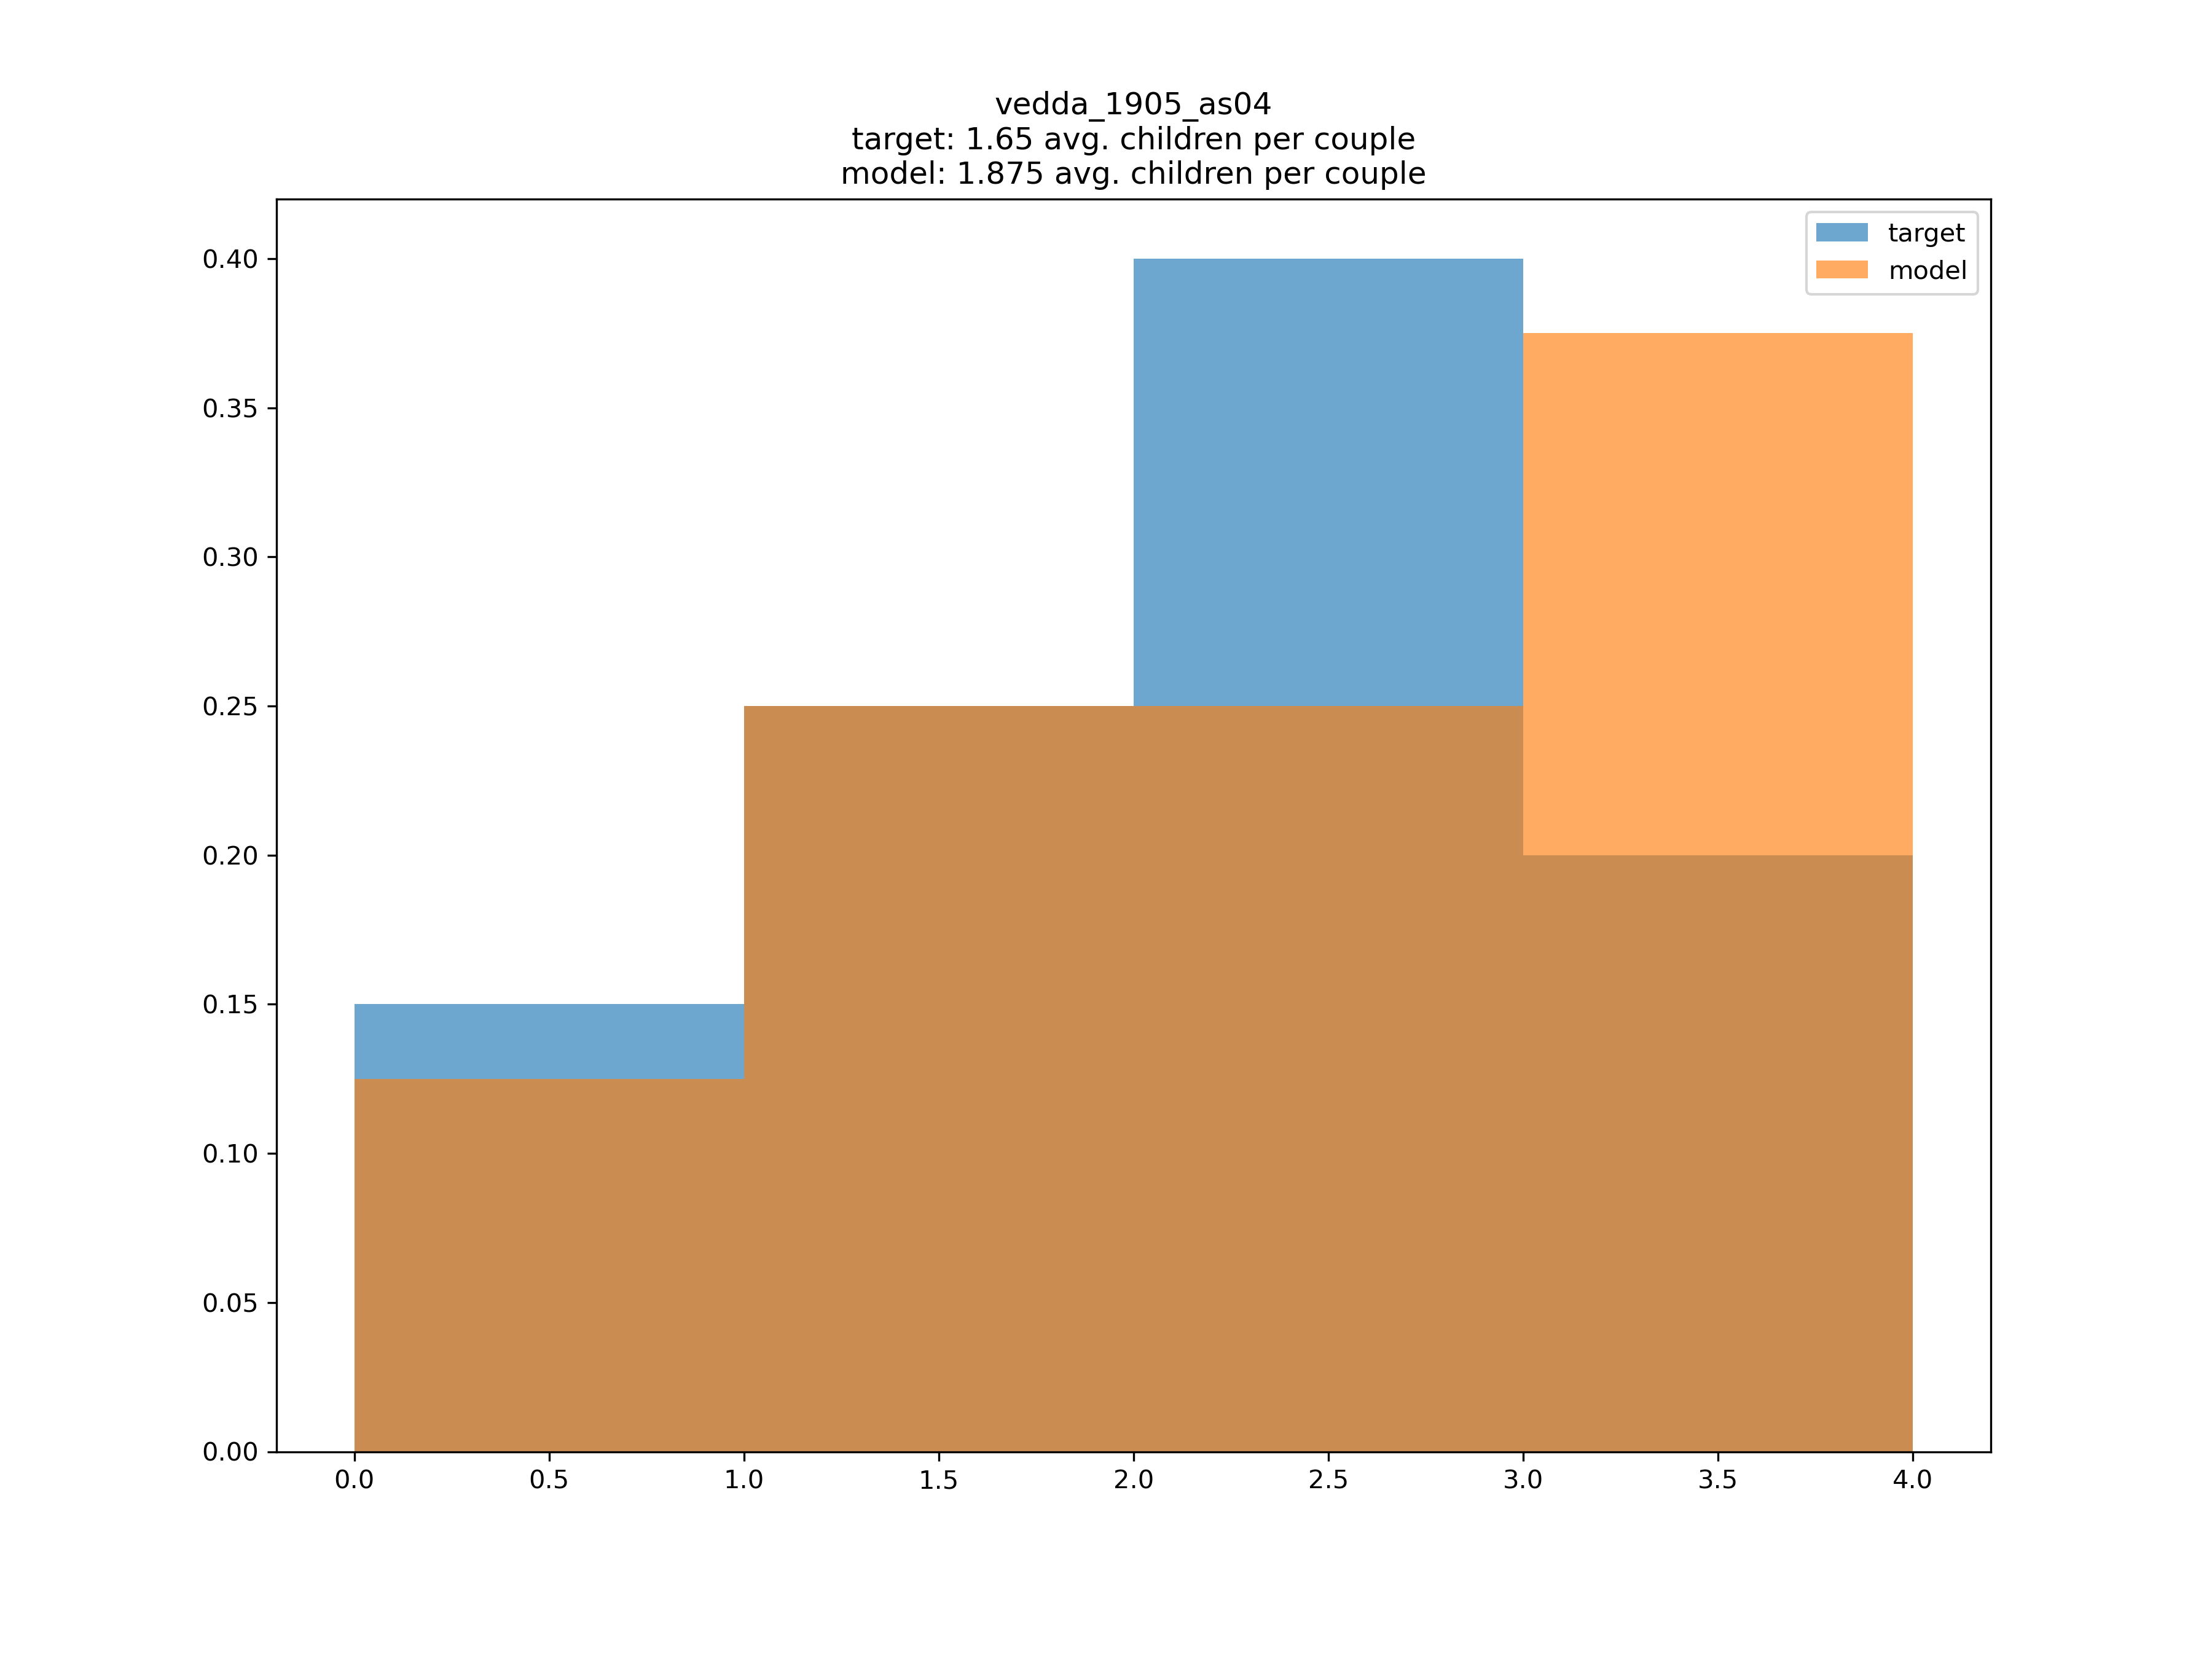 vedda_1905_as04
target: 1.65 avg. children per couple
model: 1.875 avg. children per couple
target
model
0.40
0.35
0.30
0.25
0.20
0.15
0.10
0.05
0.00
0.0 0.5 1.0 1.5 2.0 2.5 3.0 3.5 4.0